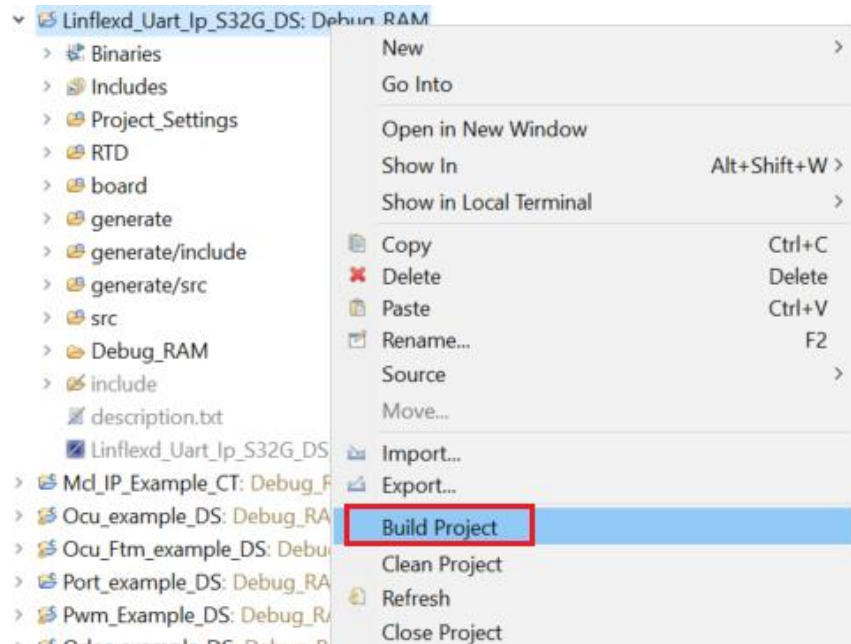 Linflexd_Uart_Ip_S32G_DS: Debug_RAM
Binaries
Includes
Project_Settings
RTD
board
generate
generate/include
generate/src
src
Debug_RAM
include
description.txt
Linflexd_Uart_Ip_S32G_DS
Mcl_IP_Example_CT: Debug_R
Ocu_example_DS: Debug_RA
Ocu_Ftm_example_DS: Debu
Port_example_DS: Debug_RA
Pwm_Example_DS: Debug_RA
New
Go Into
Open in New Window
Show In Alt+Shift+W >
Show in Local Terminal
Copy Ctrl+C
Delete Delete
Paste Ctrl+V
Rename... F2
Source
Move...
Import...
Export...
Build Project
Clean Project
Refresh
Close Project